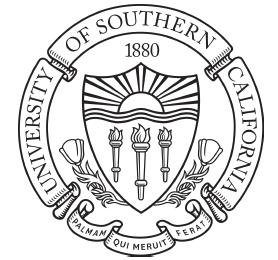 UNIVERSITY OF SOUTHERN CALIFORNIA
1880
PALMAM QUI MERUIT FERAT